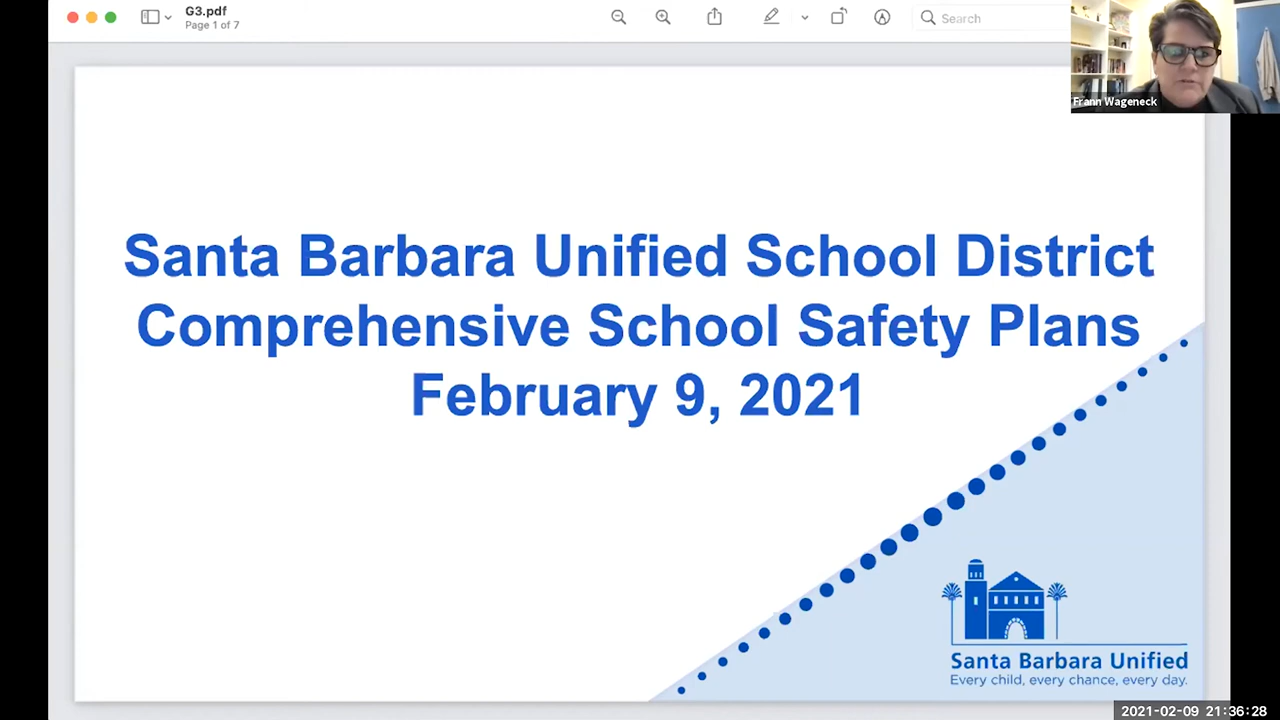 G3.pdf
Page 1 of 7
Search
Frann Wageneck
Santa Barbara Unified School District
Comprehensive School Safety Plans
February 9, 2021
Santa Barbara Unified
Every child, every chance, every day.
2021-02-09 21:36:28